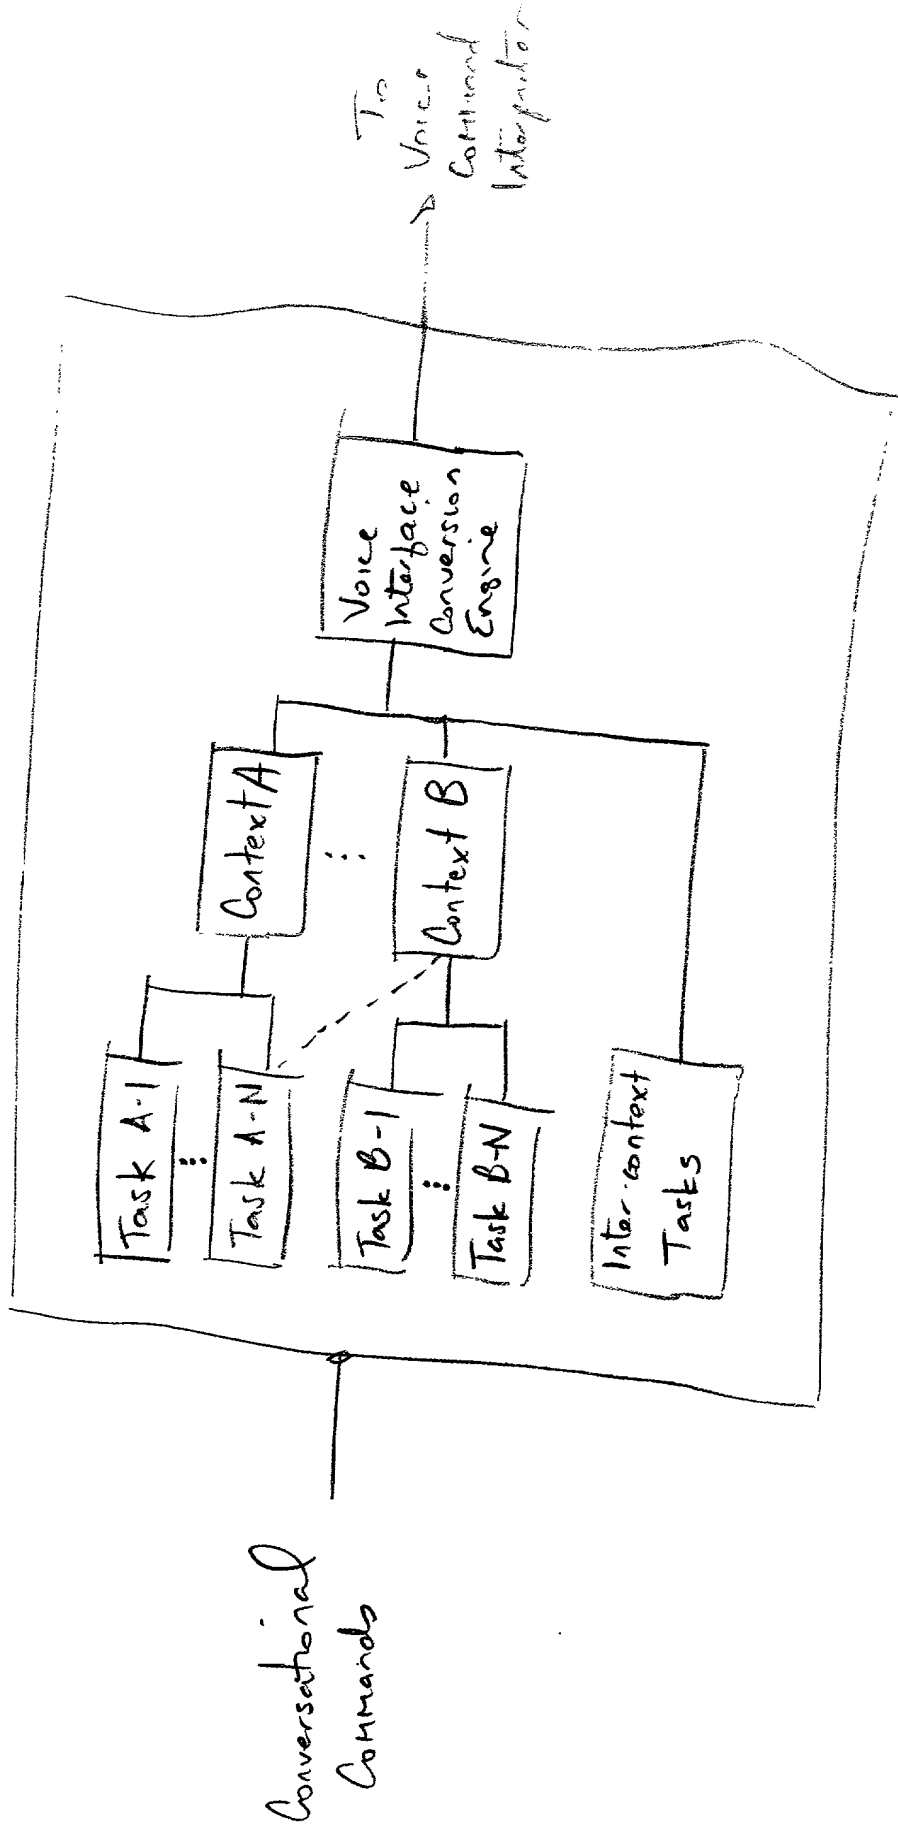 Conversational
Commands
Task A-1
Task A-N
Task B-1
Task B-N
Inter-context
Tasks
Context A
Context B
Voice
Interface
Conversion
Engine
To
Voice
Command
Interpretor